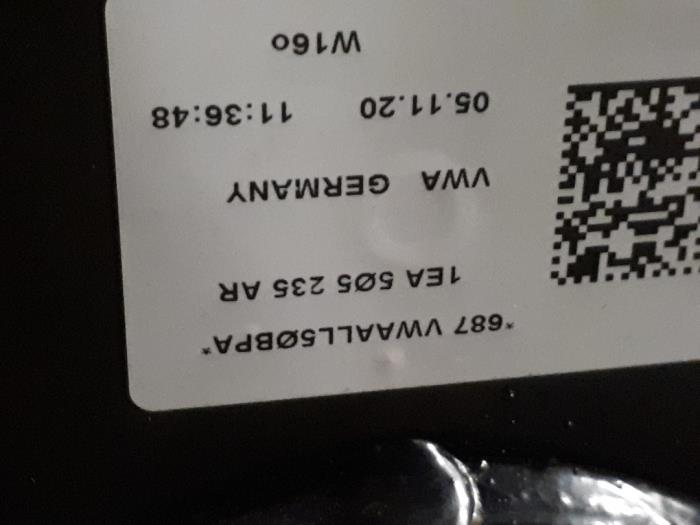 *687 VWAALL5ØBPA*
1EA 5Ø5 235 AR
VWA GERMANY
05.11.20 11:36:48
W16o